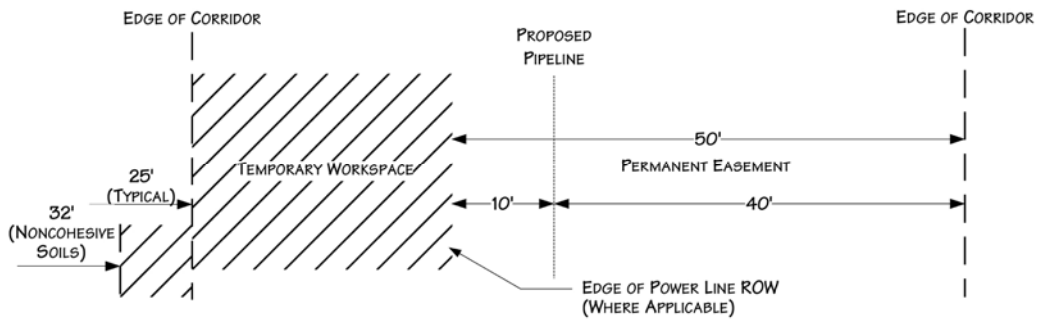 EDGE OF CORRIDOR
EDGE OF CORRIDOR
PROPOSED
PIPELINE
50'
TEMPORARY WORKSPACE
PERMANENT EASEMENT
25'
(TYPICAL)
10'
40'
32'
(NONCOHESIVE
SOILS)
EDGE OF POWER LINE ROW
(WHERE APPLICABLE)